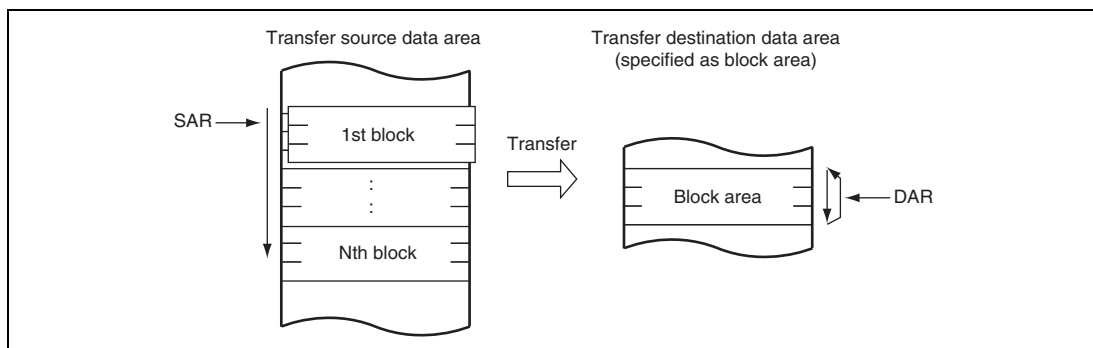 Transfer source data area
Transfer destination data area
(specified as block area)
SAR
1st block
Transfer
:
Block area
DAR
Nth block